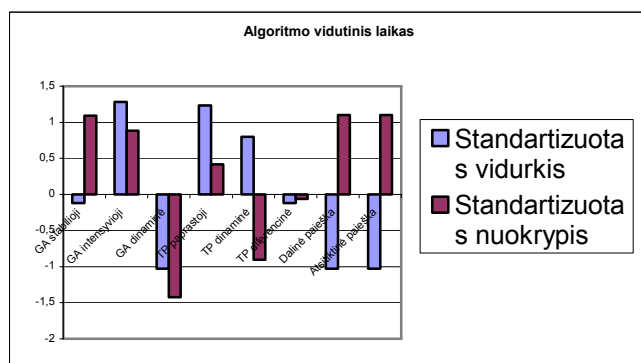 Algoritmo vidutinis laikas
1,5
1
0,5
0
-0,5
-1
-1,5
-2
GA stabilioji
GA intensyvioji
GA dinaminė
TP paprastoji
TP dinaminė
TP diferencinė
Dalinė paieška
Atsitiktinė paieška
Standartizuota
s vidurkis
Standartizuota
s nuokrypis